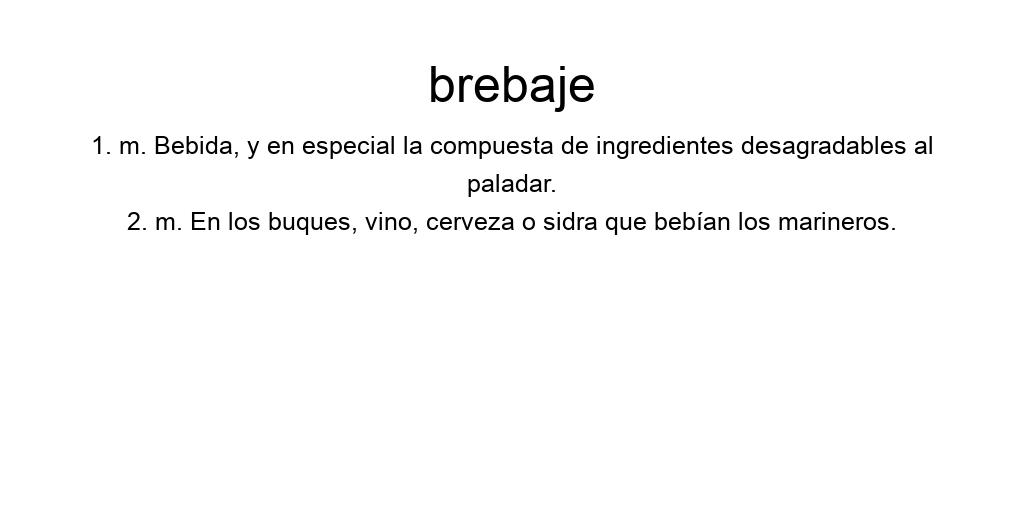 brebaje
1. m. Bebida, y en especial la compuesta de ingredientes desagradables al
paladar.
2. m. En los buques, vino, cerveza o sidra que bebían los marineros.